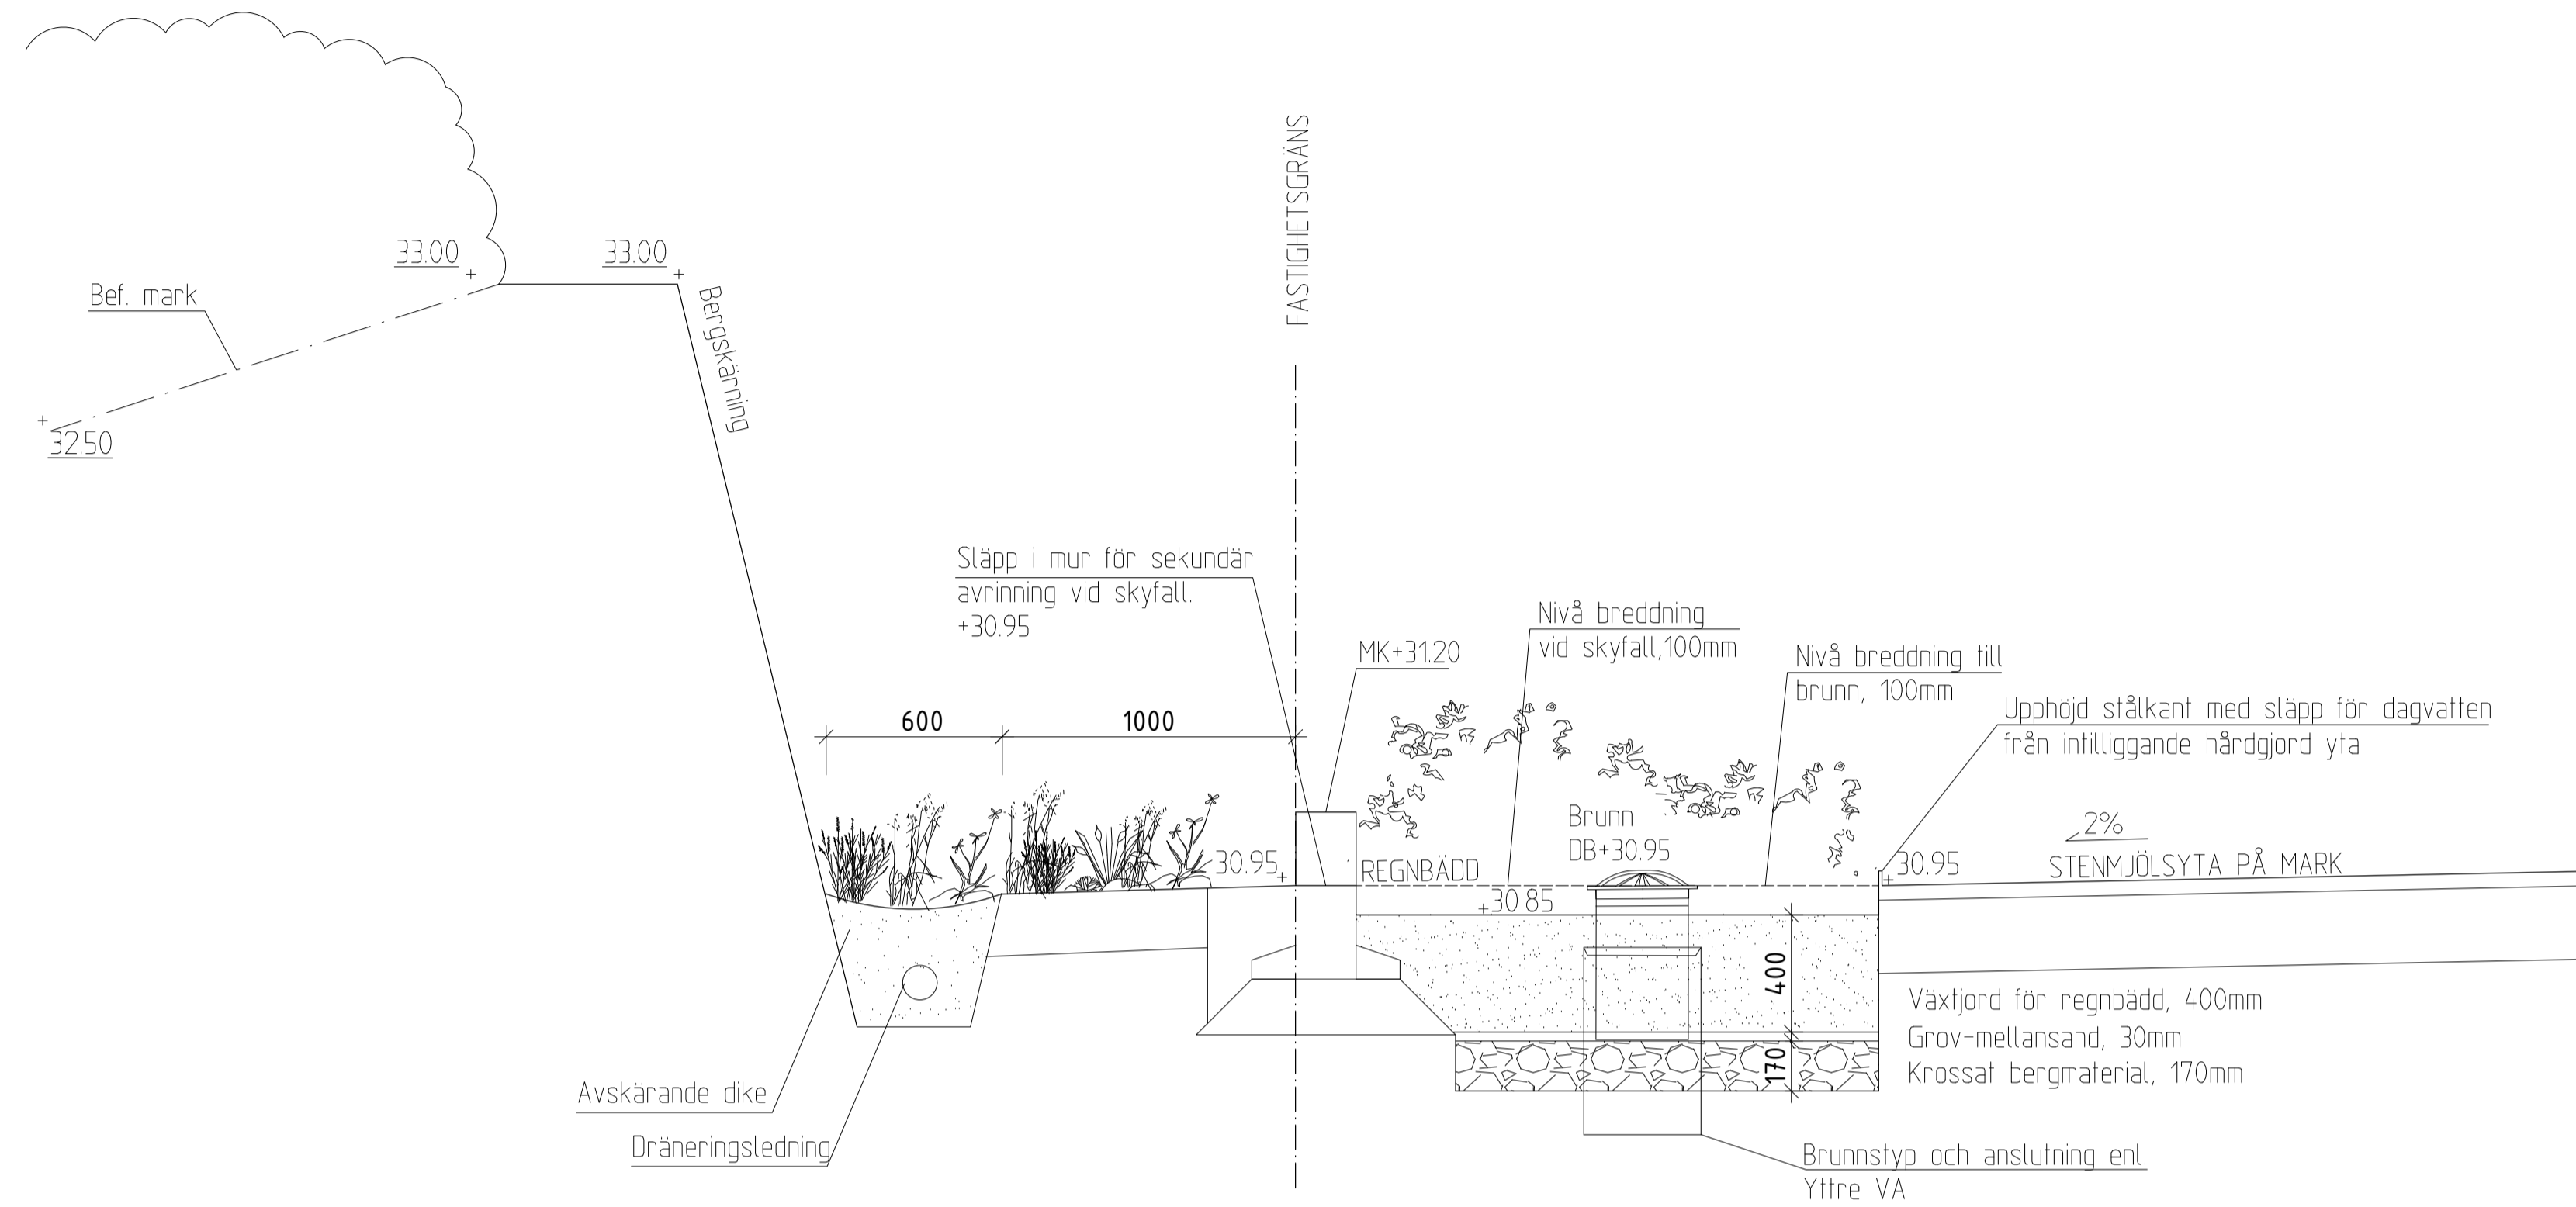 FASTIGHETSGRÄNS
33.00
33.00
Bef. mark
Bergskärning
32.50
Släpp i mur för sekundär
avrinning vid skyfall.
+30.95
Nivå breddning
vid skyfall,100mm
MK+31.20
Nivå breddning till
brunn, 100mm
Upphöjd stålkant med släpp för dagvatten
från intilliggande hårdgjord yta
600
1000
Brunn
DB+30.95
2%
30.95
REGNBÄDD
30.95
STENMJÖLSYTA PÅ MARK
+30.85
400
Växtjord för regnbädd, 400mm
Grov-mellansand, 30mm
170
Krossat bergmaterial, 170mm
Avskärande dike
Dräneringsledning
Brunnstyp och anslutning enl.
Yttre VA